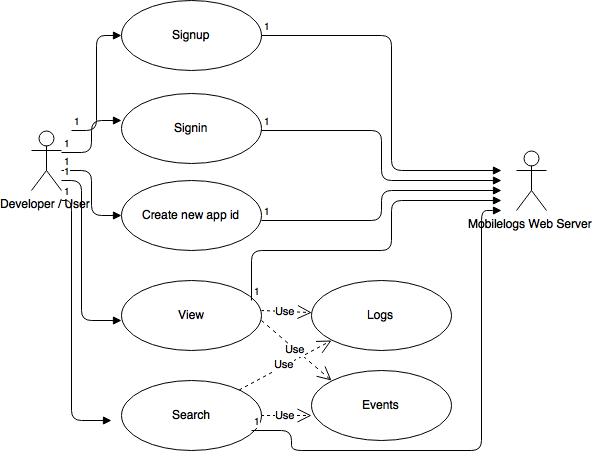 Signup
1
1
Signin
1
1
1
-1
1
Developer / User
Create new app id
1
Mobilelogs Web Server
1
View
Use
Logs
Use
Use
Search
1
Use
Events